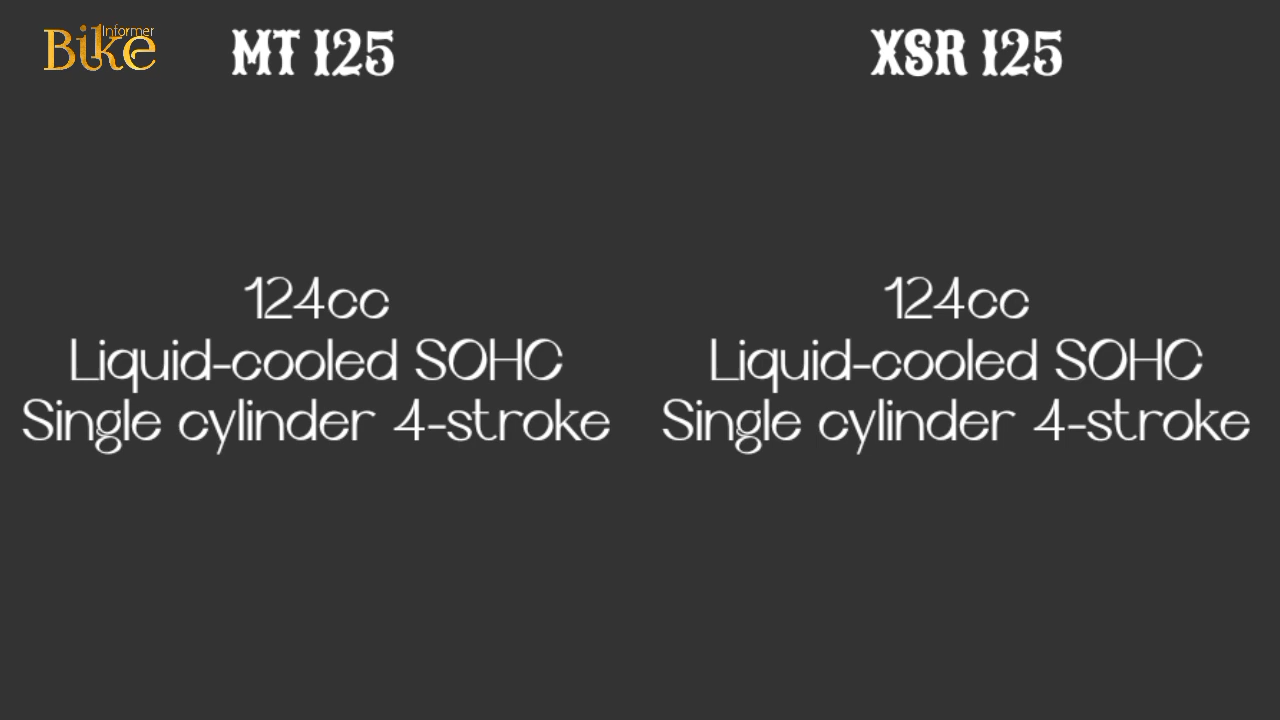 Bike Informer
MT 125
XSR 125
124cc
Liquid-cooled SOHC
Single cylinder 4-stroke
124cc
Liquid-cooled SOHC
Single cylinder 4-stroke